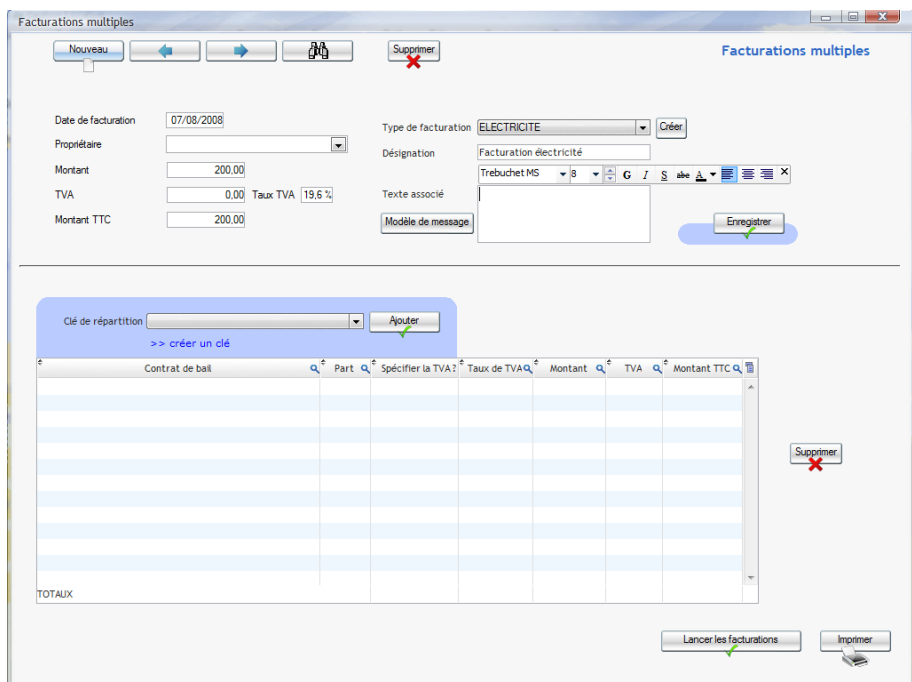 Facturations multiples
Nouveau
Supprimer
Facturations multiples
Date de facturation 07/08/2008
Type de facturation ELECTRICITE Créer
Propriétaire
Désignation Facturation électricité
Montant 200,00
Trebuchet MS 8 G I S abc A X
TVA 0,00 Taux TVA 19,6 %
Texte associé
Montant TTC 200,00
Modèle de message
Enregistrer
Clé de répartition Ajouter
>> créer un clé
Contrat de bail Part Spécifier la TVA? Taux de TVA Montant TVA Montant TTC
Supprimer
TOTAUX
Lancer les facturations Imprimer